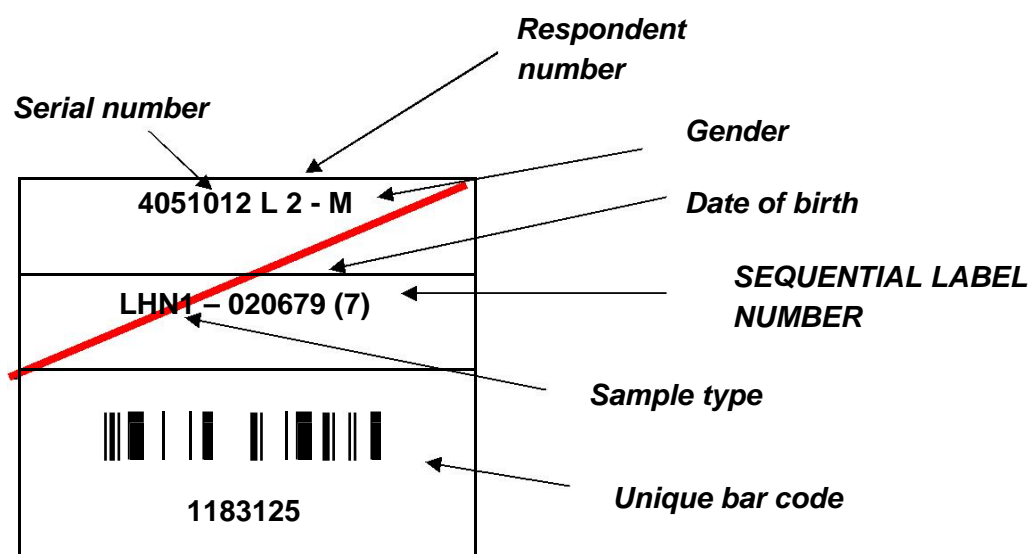 Respondent
number
Serial number
Gender
4051012 L 2 - M
Date of birth
SEQUENTIAL LABEL
NUMBER
LHN1 – 020679 (7)
Sample type
Unique bar code
1183125